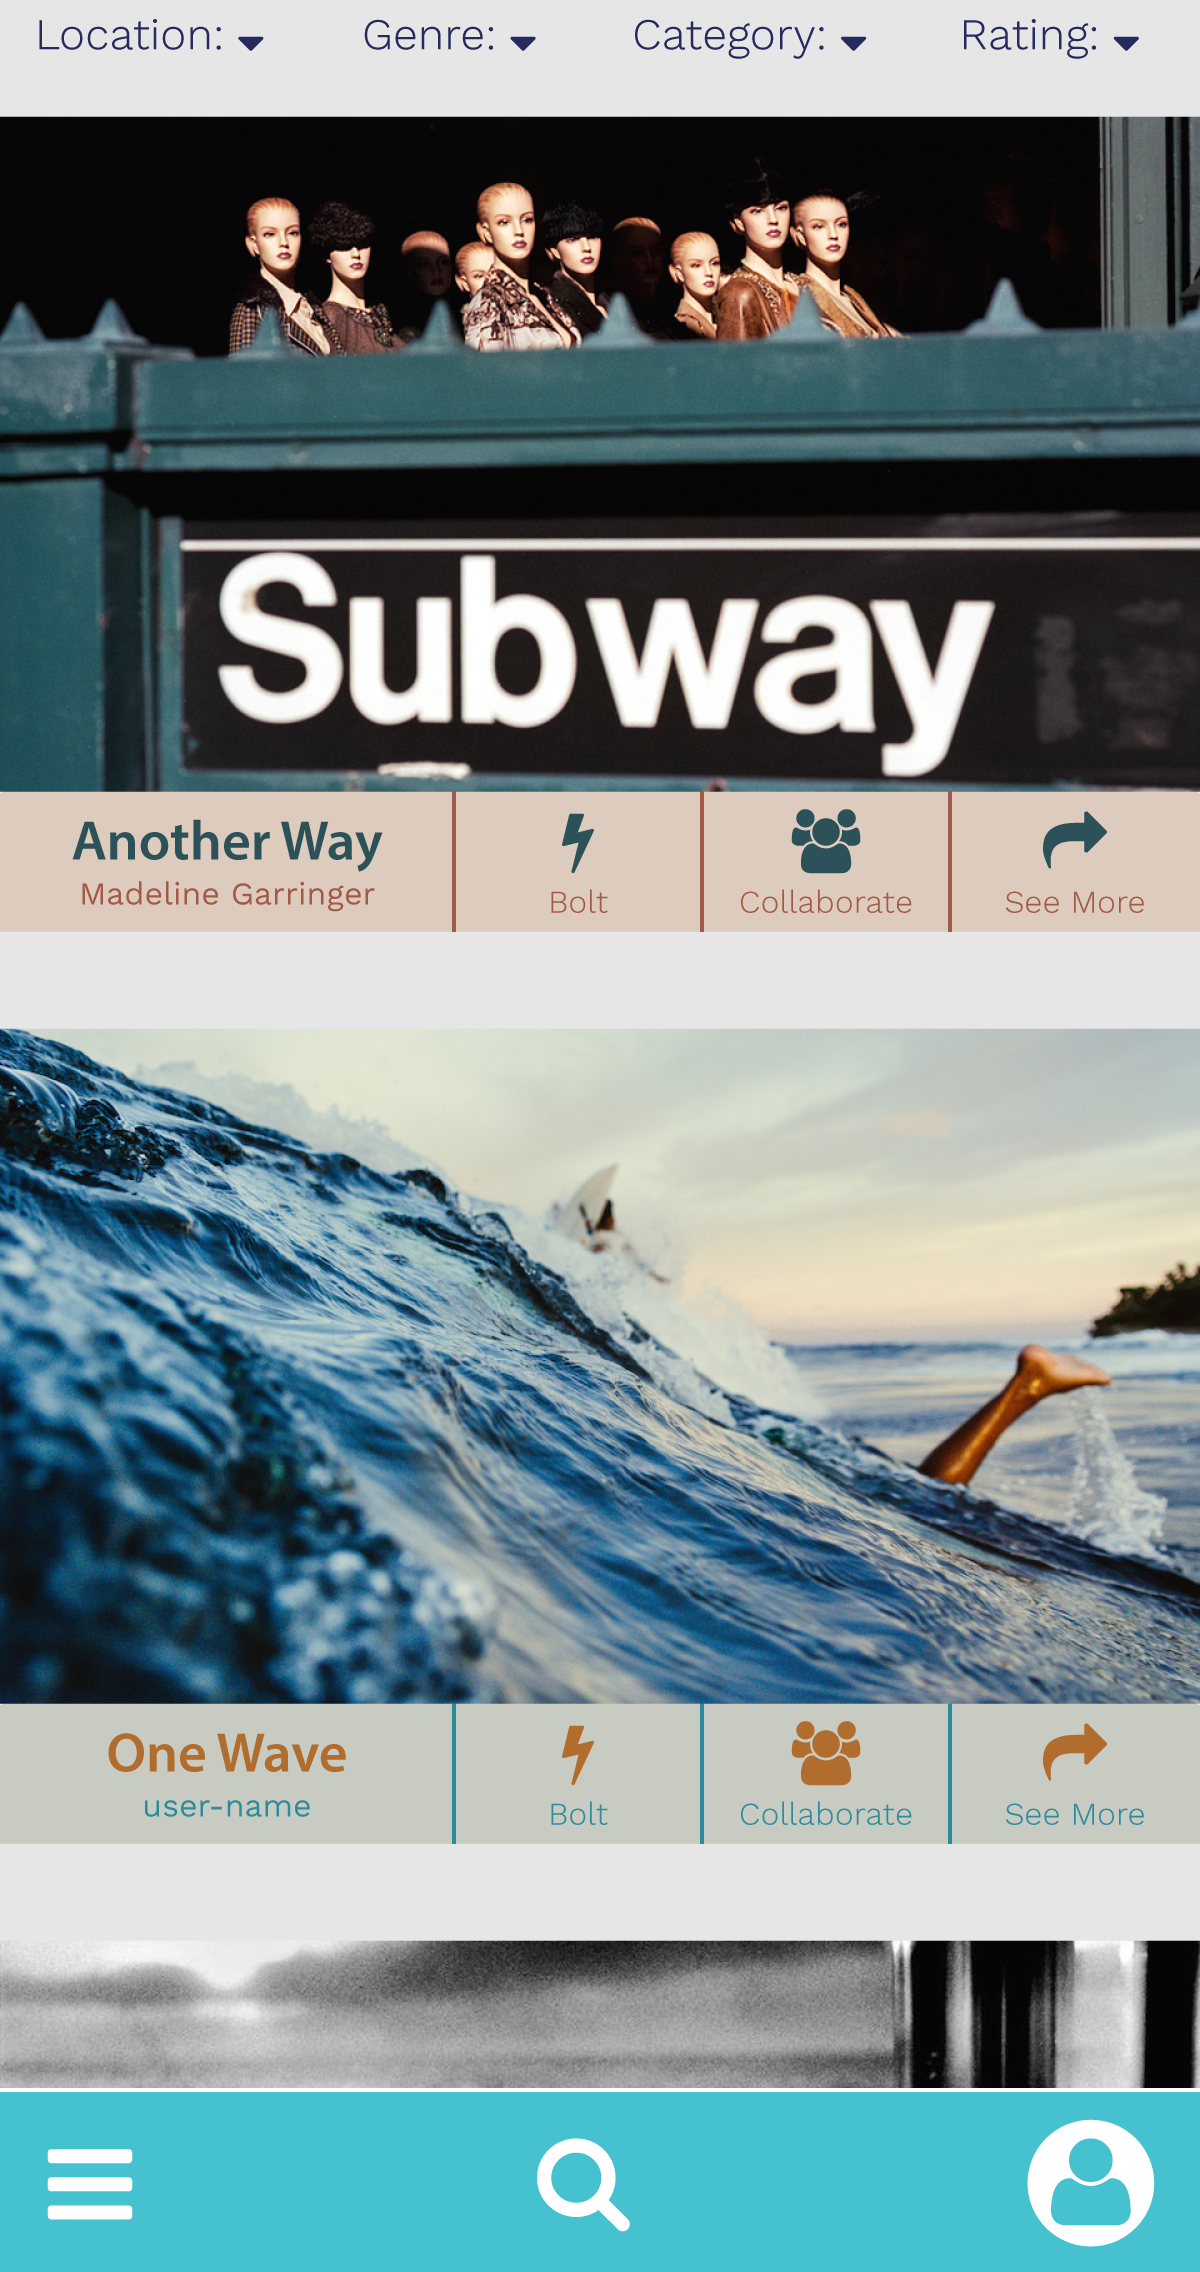 Location: Genre: Category: Rating:
Subway
Another Way
Madeline Garringer
Bolt
Collaborate
See More
One Wave
user-name
Bolt
Collaborate
See More